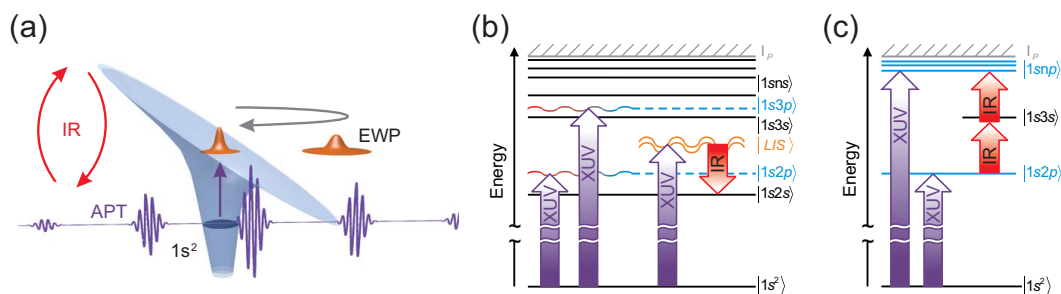 (a)
IR
EWP
APT
1s²
(b)
Energy
I_P
|1sns⟩
|1s3p⟩
|1s3s⟩
|LIS⟩
|1s2p⟩
|1s2s⟩
|1s²⟩
XUV
XUV
XUV
IR
(c)
Energy
I_P
|1snp⟩
|1s3s⟩
|1s2p⟩
|1s²⟩
XUV
XUV
IR
IR